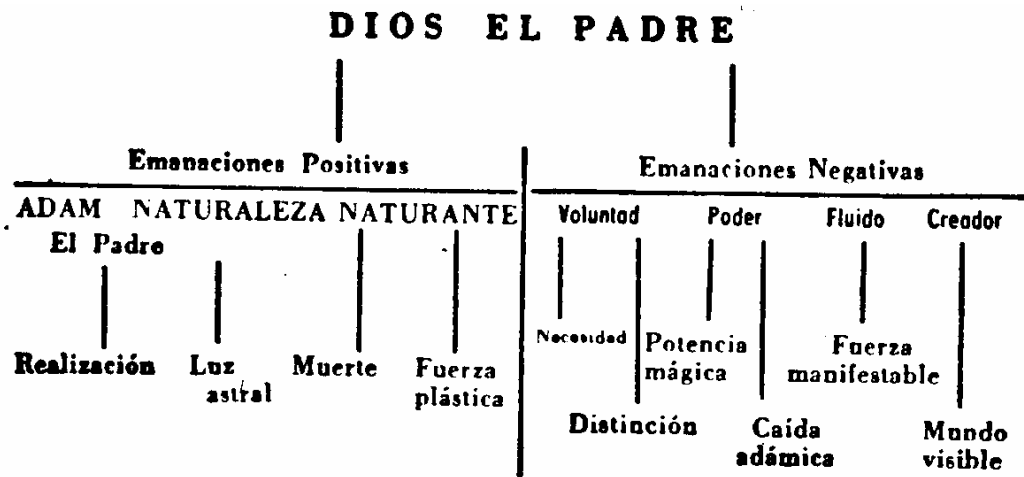 DIOS EL PADRE
Emanaciones Positivas
Emanaciones Negativas
ADAM NATURALEZA NATURANTE
Voluntad Poder Fluido Creador
El Padre
Necesidad
Potencia
mágica
Fuerza
manifestable
Realización
Luz
astral
Muerte
Fuerza
plástica
Distinción
Caída
adámica
Mundo
visible